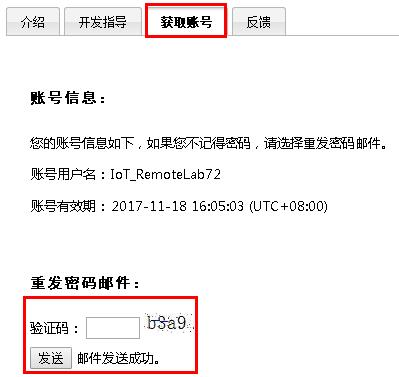 介绍 开发指导 获取账号 反馈
账号信息：
您的账号信息如下，如果您不记得密码，请选择重发密码邮件。
账号用户名：IoT_RemoteLab72
账号有效期：2017-11-18 16:05:03 (UTC+08:00)
重发密码邮件：
验证码： b3a9
发送 邮件发送成功。